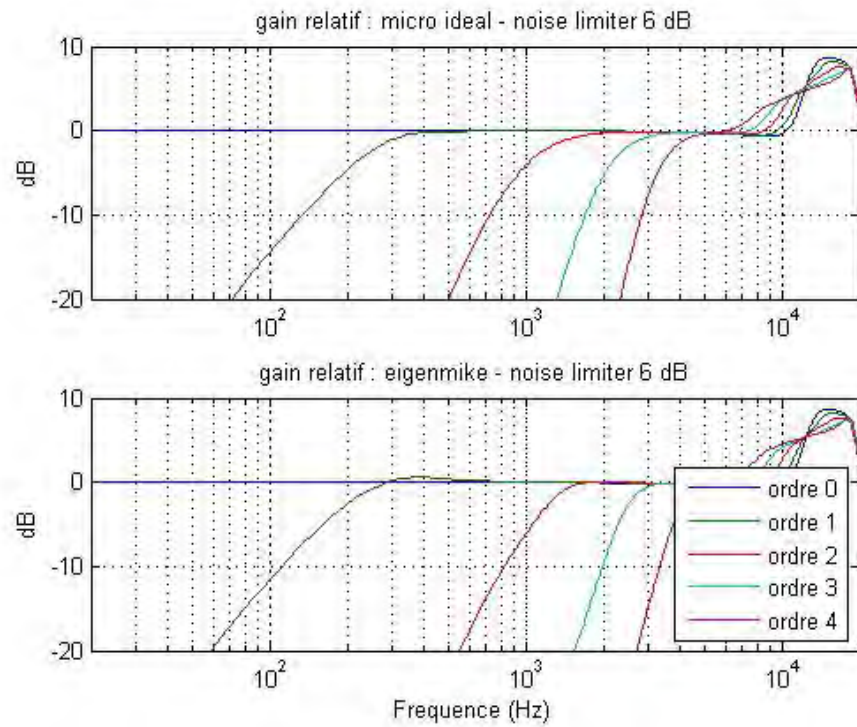 gain relatif : micro ideal - noise limiter 6 dB
10
0
-10
-20
dB
10²
10³
10⁴
gain relatif : eigenmike - noise limiter 6 dB
10
0
-10
-20
dB
ordre 0
ordre 1
ordre 2
ordre 3
ordre 4
10²
10³
10⁴
Frequence (Hz)